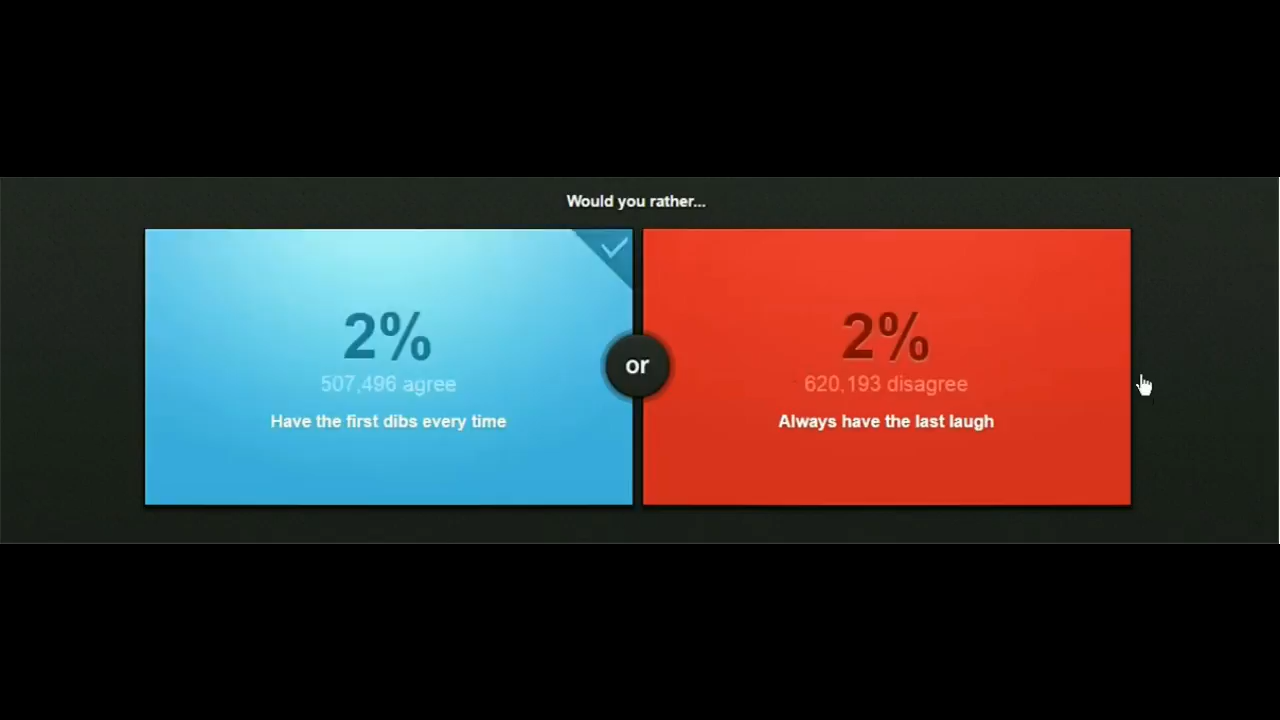 Would you rather...
2%
507,496 agree
Have the first dibs every time
or
2%
620,193 disagree
Always have the last laugh